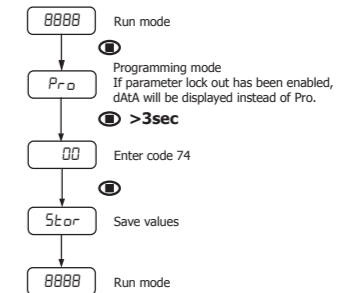 8888 Run mode
Programming mode
Pro If parameter lock out has been enabled,
dAtA will be displayed instead of Pro.
>3sec
00 Enter code 74
Stor Save values
8888 Run mode